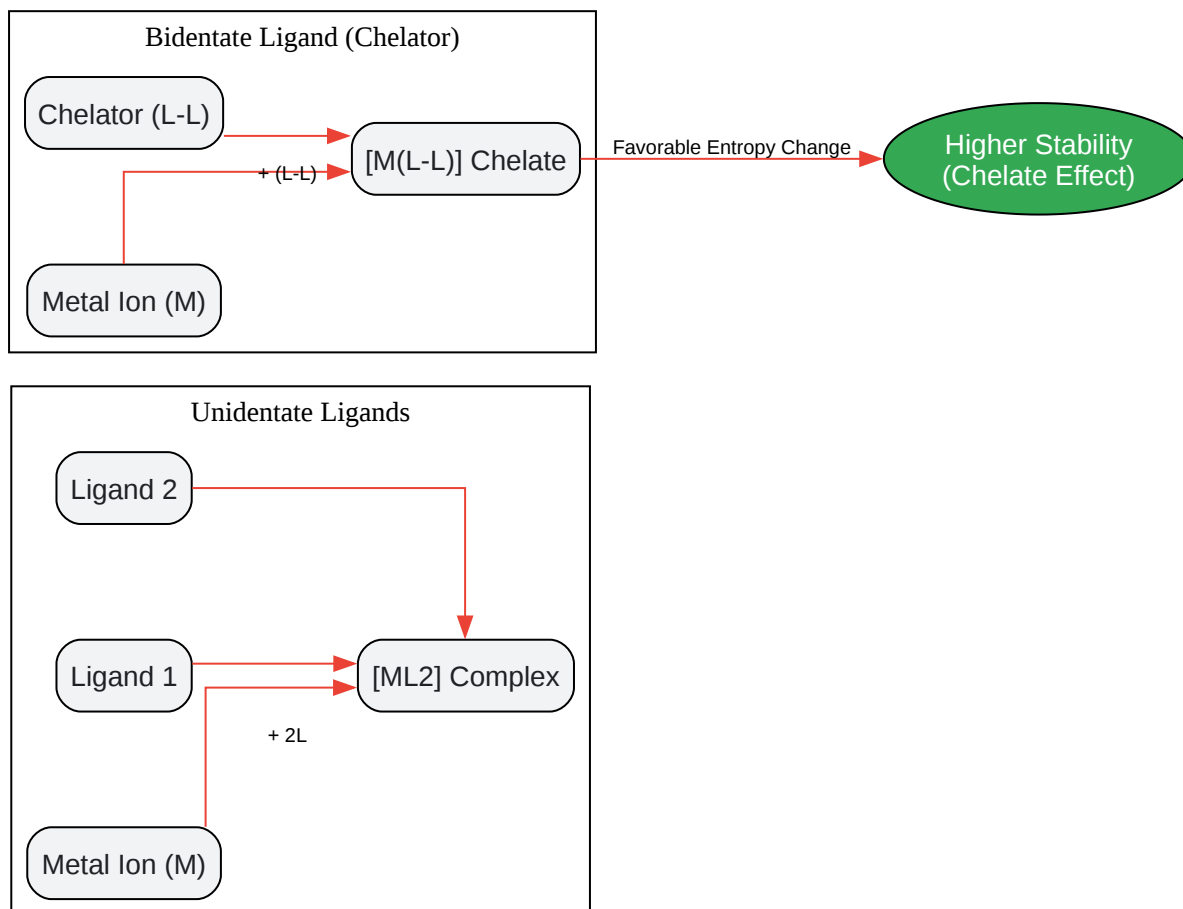 Bidentate Ligand (Chelator)
Chelator (L-L)
+ (L-L)
[M(L-L)] Chelate
Metal Ion (M)
Favorable Entropy Change
Higher Stability
(Chelate Effect)
Unidentate Ligands
Ligand 2
Ligand 1
[ML2] Complex
+ 2L
Metal Ion (M)